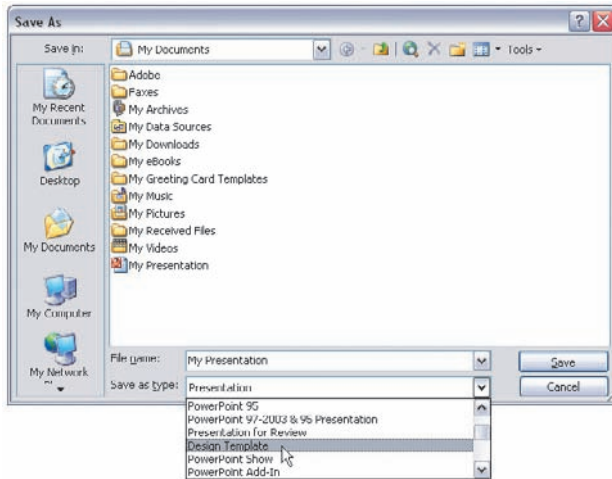 Save As
Save in:
My Documents
Tools
My Recent
Documents
Desktop
My Documents
My Computer
My Network
Adobe
Faxes
My Archives
My Data Sources
My Downloads
My eBooks
My Greeting Card Templates
My Music
My Pictures
My Received Files
My Videos
My Presentation
File name:
My Presentation
Save
Save as type:
Presentation
Cancel
PowerPoint 95
PowerPoint 97-2003 & 95 Presentation
Presentation for Review
Design Template
PowerPoint Show
PowerPoint Add-In